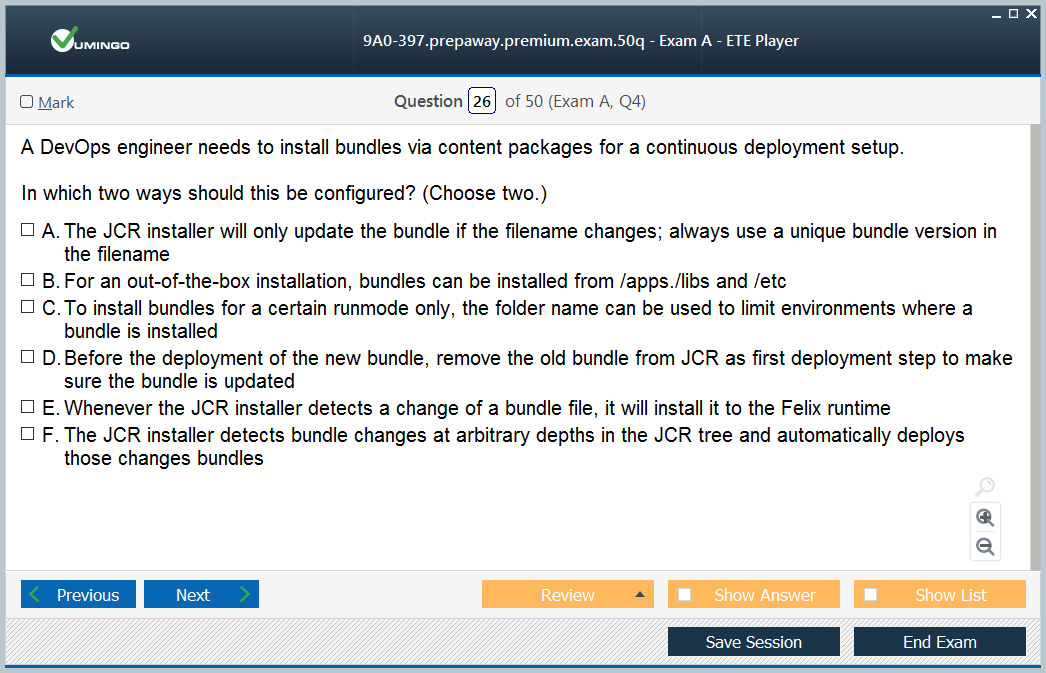 VUMINGO
9A0-397.prepaway.premium.exam.50q - Exam A - ETE Player
Mark
Question 26 of 50 (Exam A, Q4)
A DevOps engineer needs to install bundles via content packages for a continuous deployment setup.
In which two ways should this be configured? (Choose two.)
A. The JCR installer will only update the bundle if the filename changes; always use a unique bundle version in
the filename
B. For an out-of-the-box installation, bundles can be installed from /apps./libs and /etc
C. To install bundles for a certain runmode only, the folder name can be used to limit environments where a
bundle is installed
D. Before the deployment of the new bundle, remove the old bundle from JCR as first deployment step to make
sure the bundle is updated
E. Whenever the JCR installer detects a change of a bundle file, it will install it to the Felix runtime
F. The JCR installer detects bundle changes at arbitrary depths in the JCR tree and automatically deploys
those changes bundles
Previous
Next
Review
Show Answer
Show List
Save Session
End Exam